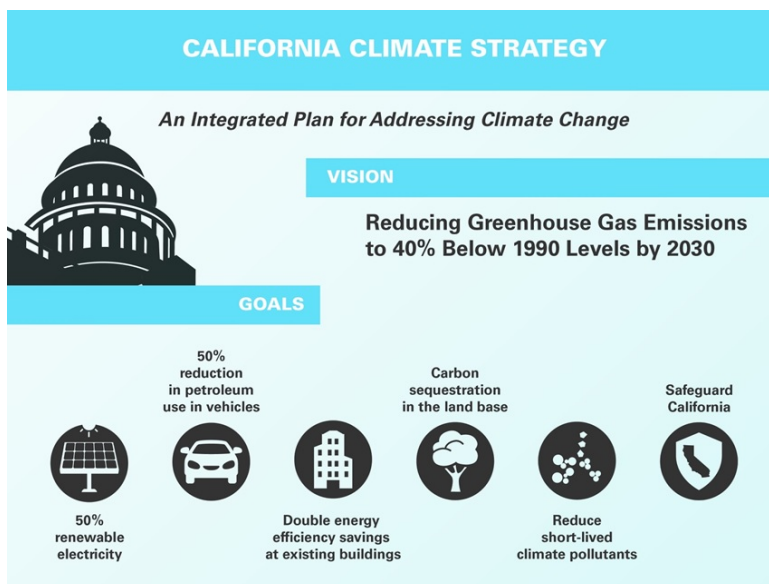 CALIFORNIA CLIMATE STRATEGY
An Integrated Plan for Addressing Climate Change
VISION
Reducing Greenhouse Gas Emissions
to 40% Below 1990 Levels by 2030
GOALS
50%
renewable
electricity
50%
reduction
in petroleum
use in vehicles
Double energy
efficiency savings
at existing buildings
Carbon
sequestration
in the land base
Reduce
short-lived
climate pollutants
Safeguard
California